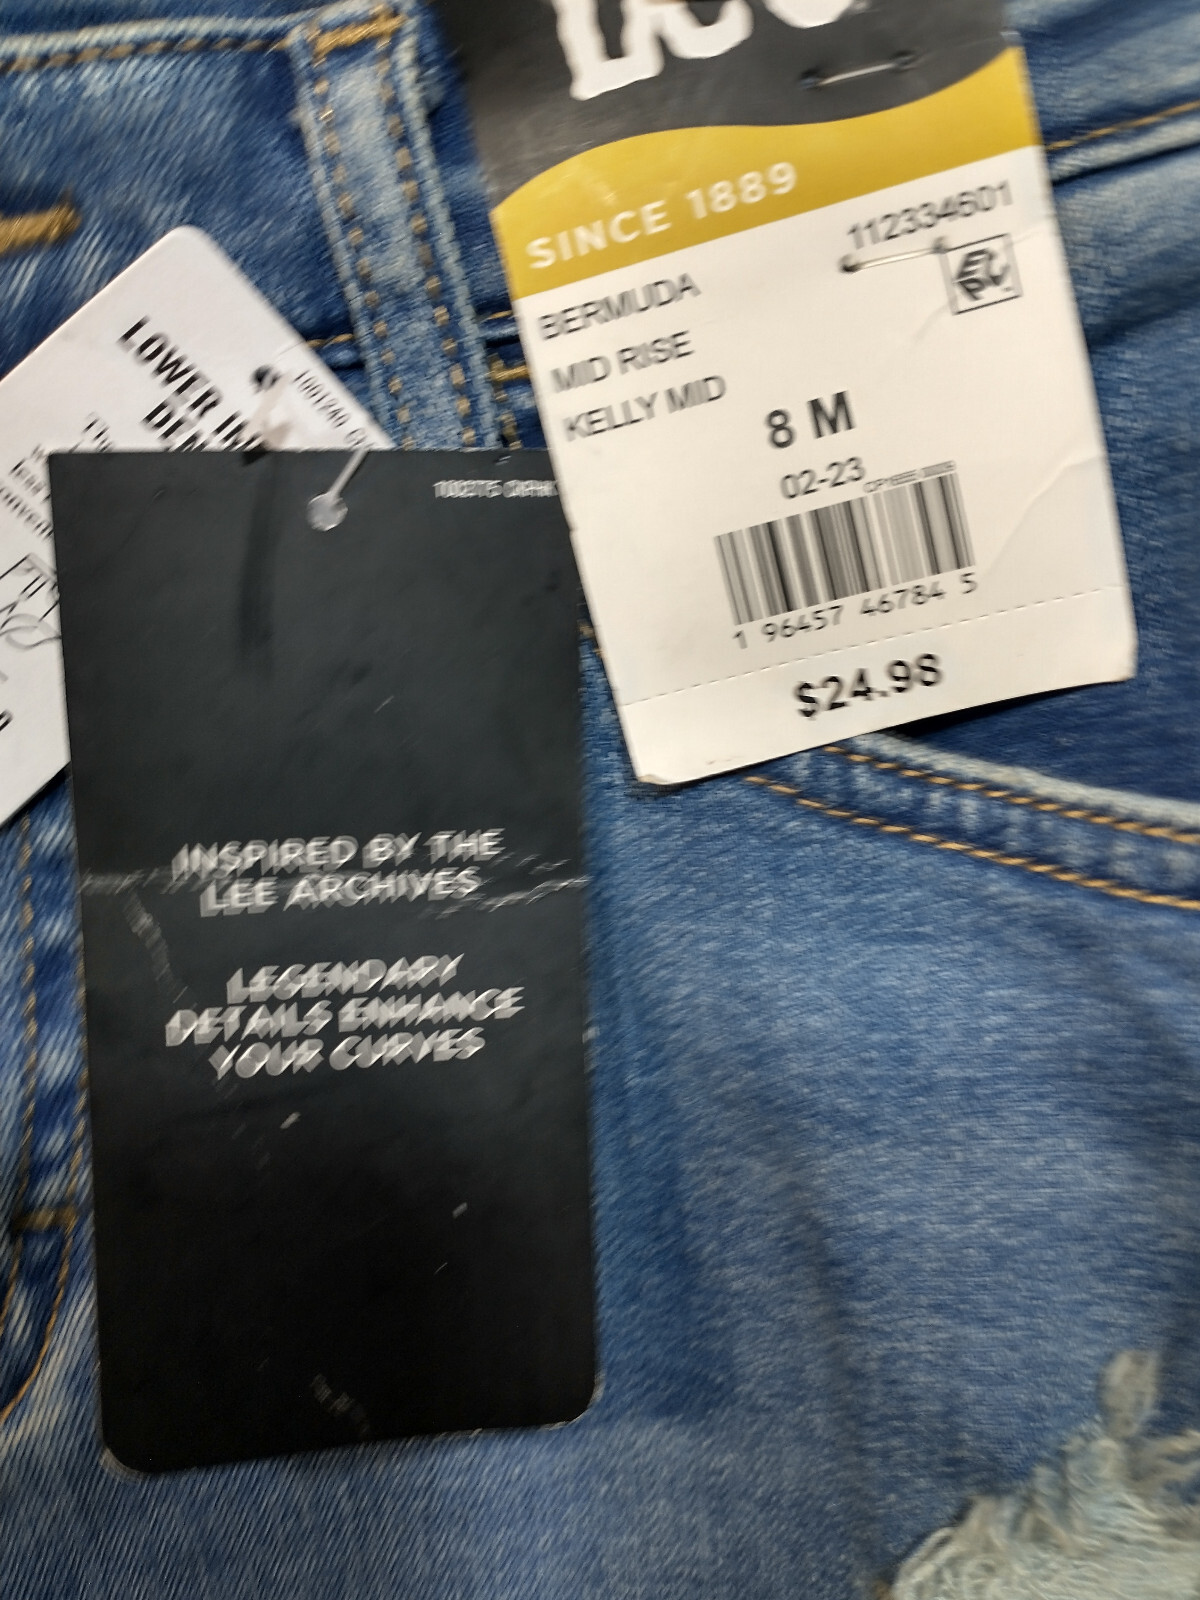 Lee
SINCE 1889
112334601
BERMUDA
MID RISE
KELLY MID
8 M
02-23
1 96457 46784 5
$24.98
LOWER
INSPIRED BY THE
LEE ARCHIVES
LEGENDARY
DETAILS ENHANCE
YOUR CURVES